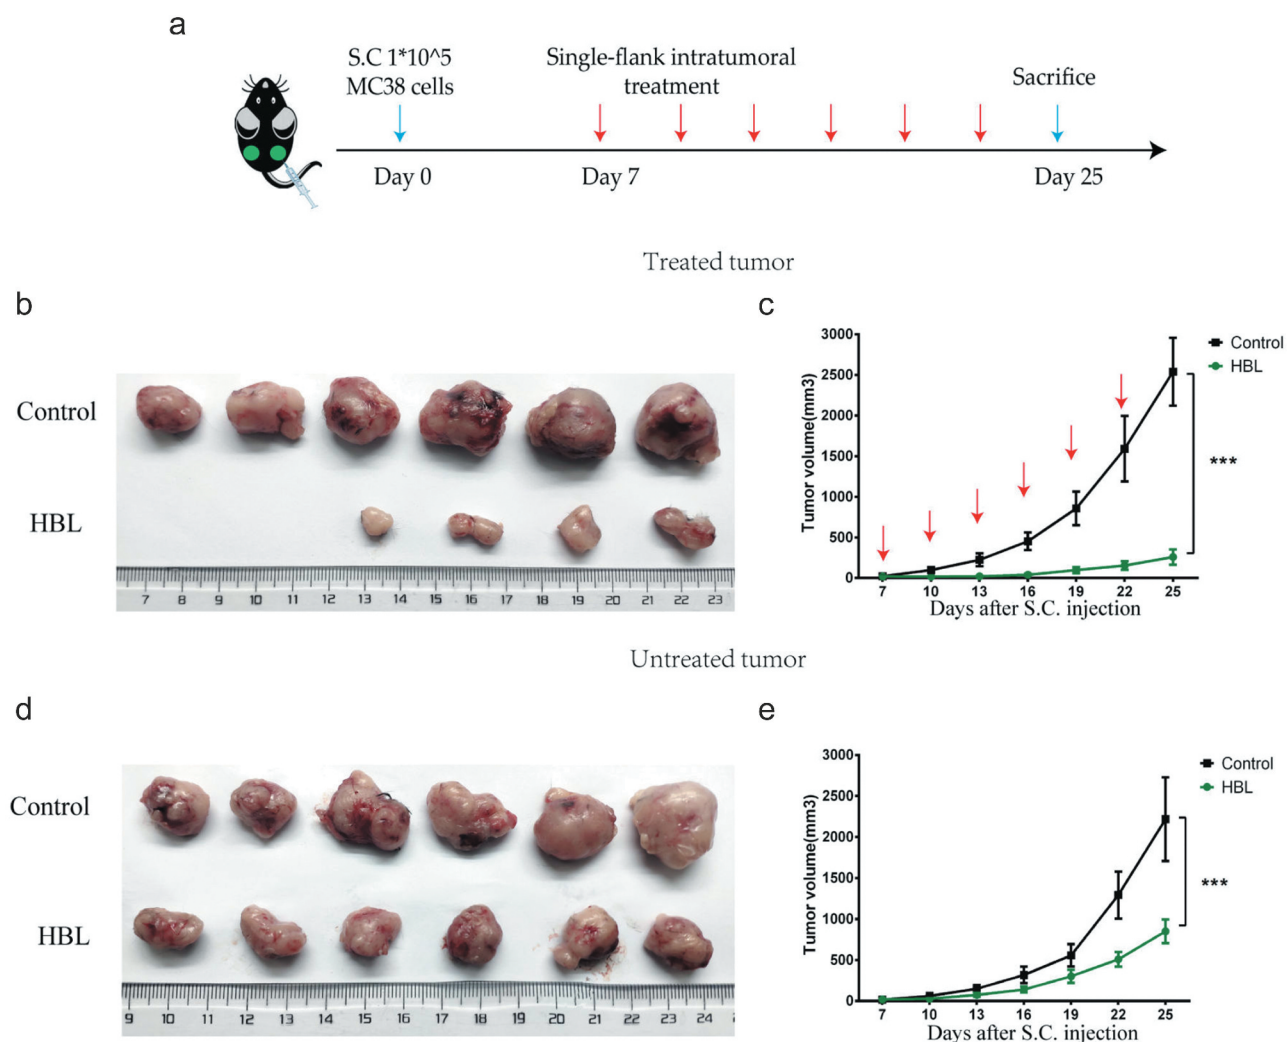 a
S.C 1*10^5
MC38 cells
Single-flank intratumoral
treatment
Sacrifice
Day 0
Day 7
Day 25
Treated tumor
b
Control
HBL
7 8 9 10 11 12 13 14 15 16 17 18 19 20 21 22 23
c
3000
2500
2000
1500
1000
500
0
Tumor volume(mm3)
7 10 13 16 19 22 25
Days after S.C. injection
Control
HBL
***
Untreated tumor
d
Control
HBL
9 10 11 12 13 14 15 16 17 18 19 20 21 22 23 24
e
3000
2500
2000
1500
1000
500
0
Tumor volume(mm3)
7 10 13 16 19 22 25
Days after S.C. injection
Control
HBL
***